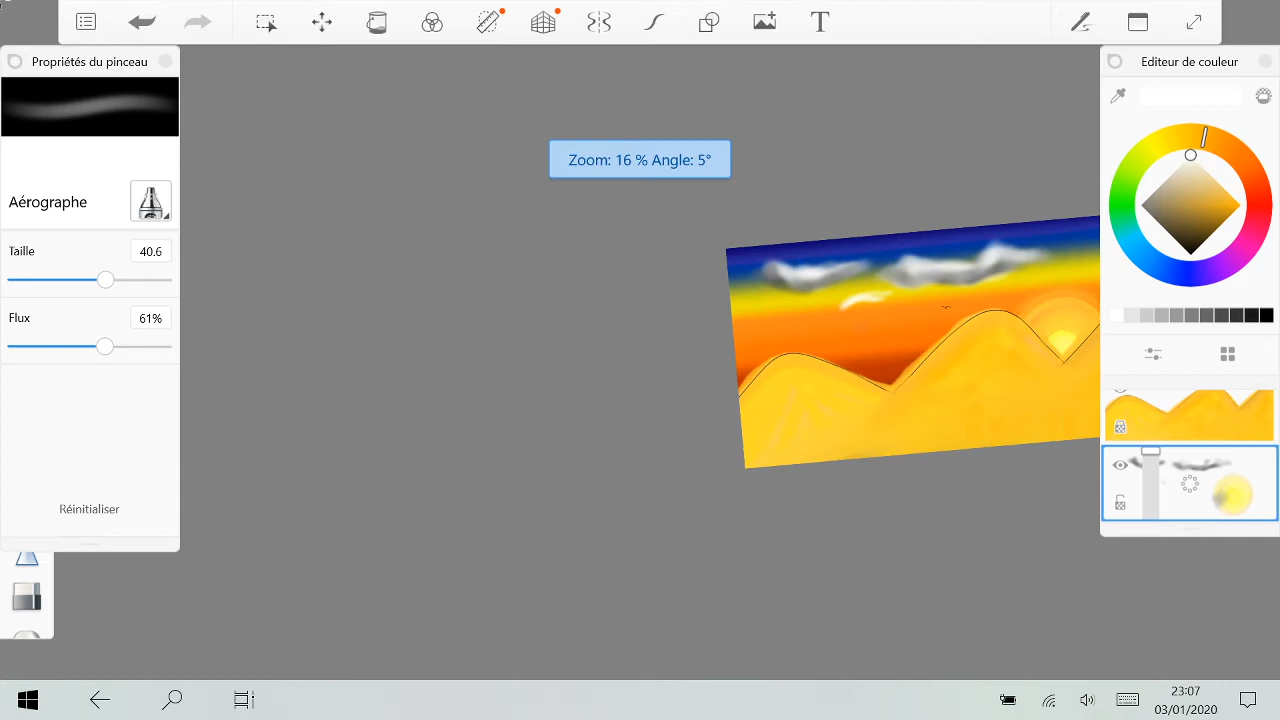 T
Propriétés du pinceau
Editeur de couleur
Zoom: 16 % Angle: 5°
Aérographe
Taille
40.6
Flux
61%
Réinitialiser
23:07
03/01/2020